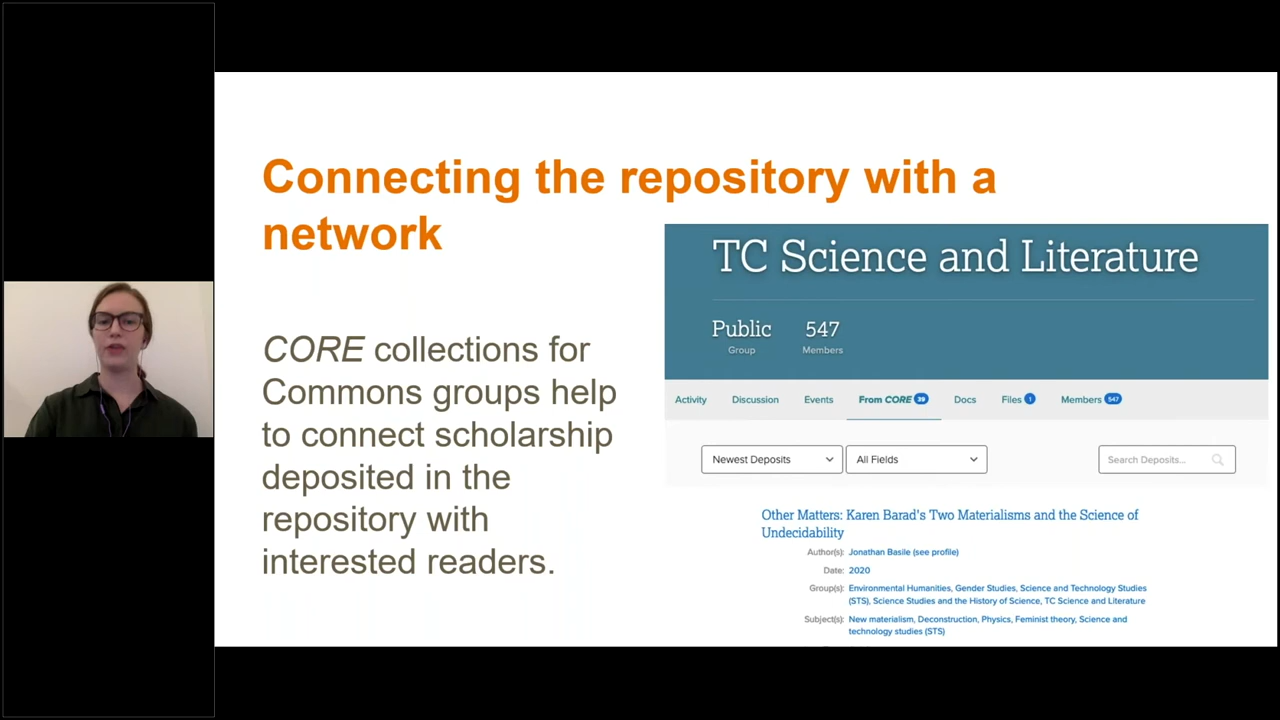 Connecting the repository with a
network
CORE collections for
Commons groups help
to connect scholarship
deposited in the
repository with
interested readers.
TC Science and Literature
Public 547
Group Members
Activity Discussion Events From CORE 39 Docs Files 1 Members 547
Newest Deposits All Fields Search Deposits...
Other Matters: Karen Barad's Two Materialisms and the Science of
Undecidability
Author(s): Jonathan Basile (see profile)
Date: 2020
Group(s): Environmental Humanities, Gender Studies, Science and Technology Studies
(STS), Science Studies and the History of Science, TC Science and Literature
Subject(s): New materialism, Deconstruction, Physics, Feminist theory, Science and
technology studies (STS)